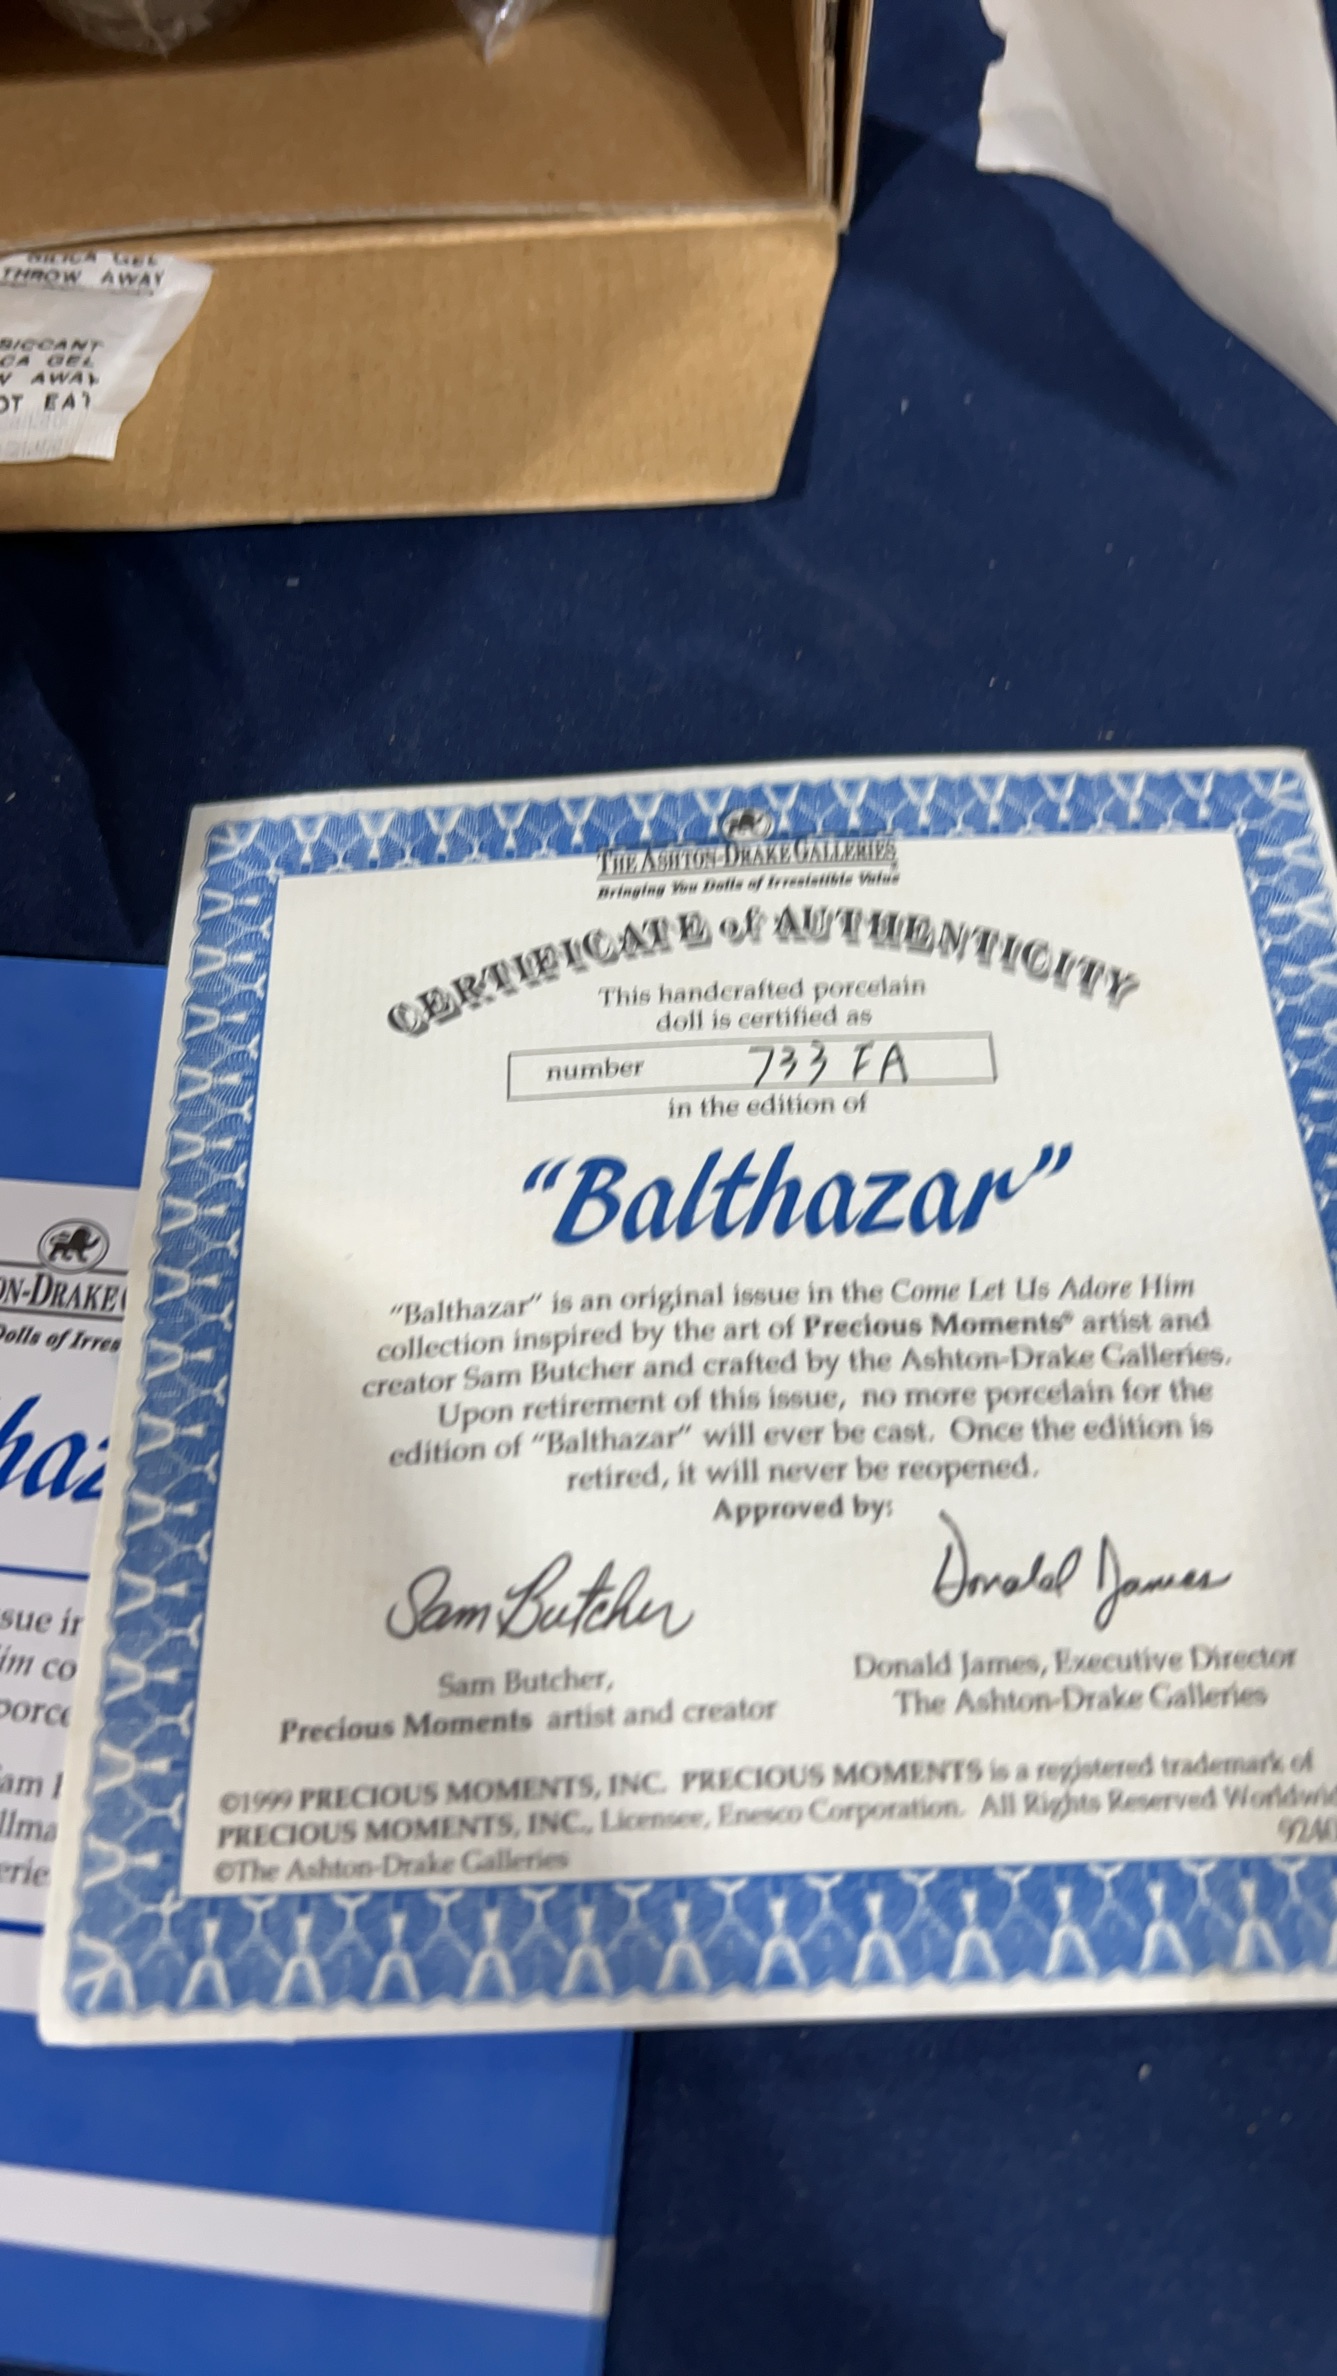 SILICA GEL
THROW AWAY
SICCANT
CA GEL
W AWAY
OT EAT
THE ASHTON-DRAKE GALLERIES
Bringing You Dolls of Irresistible Value
CERTIFICATE of AUTHENTICITY
This handcrafted porcelain
doll is certified as
number 733 FA
in the edition of
“Balthazar”
“Balthazar” is an original issue in the Come Let Us Adore Him
collection inspired by the art of Precious Moments® artist and
creator Sam Butcher and crafted by the Ashton-Drake Galleries.
Upon retirement of this issue, no more porcelain for the
edition of “Balthazar” will ever be cast. Once the edition is
retired, it will never be reopened.
Approved by:
Sam Butcher
Donald James
Sam Butcher,
Precious Moments artist and creator
Donald James, Executive Director
The Ashton-Drake Galleries
©1999 PRECIOUS MOMENTS, INC. PRECIOUS MOMENTS is a registered trademark of
PRECIOUS MOMENTS, INC., Licensee, Enesco Corporation. All Rights Reserved Worldwid
©The Ashton-Drake Galleries
ON-DRAKE
Dolls of Irres
haz
sue in
im co
porce
am
llma
erie